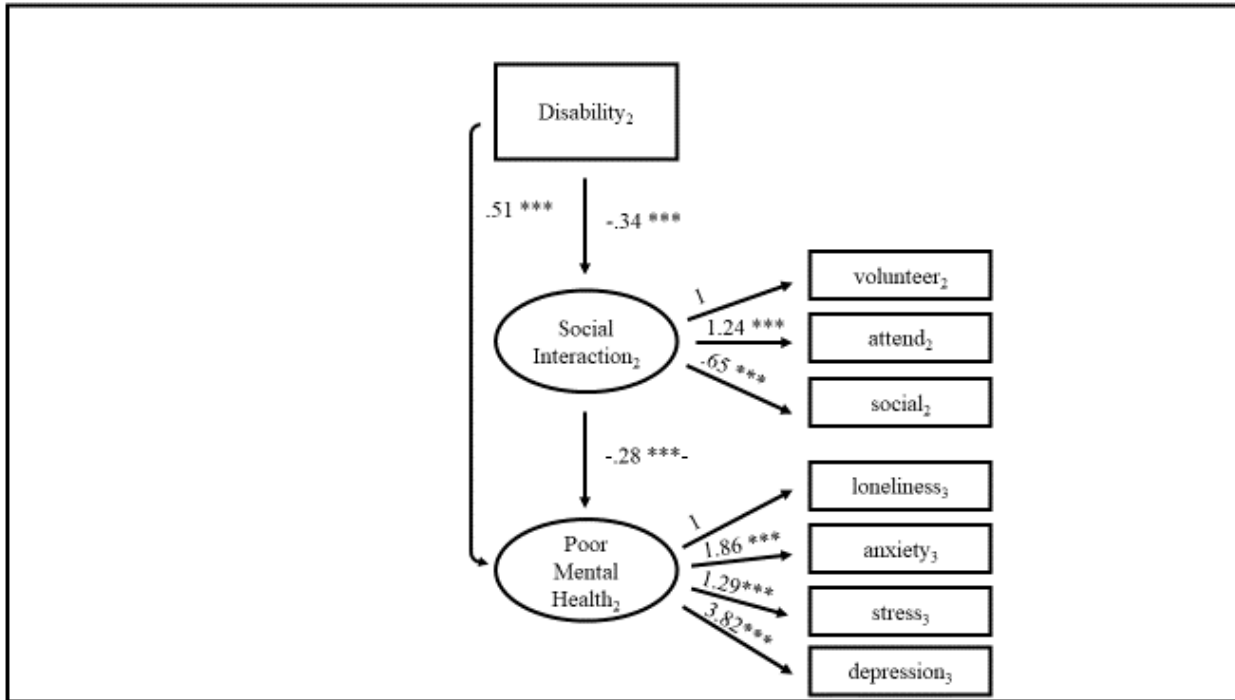 Disability₂
.51 ***
-.34 ***
Social
Interaction₂
1
1.24 ***
.65 ***
volunteer₂
attend₂
social₂
-.28 ***-
Poor
Mental
Health₂
1
1.86 ***
1.29***
3.82***
loneliness₃
anxiety₃
stress₃
depression₃